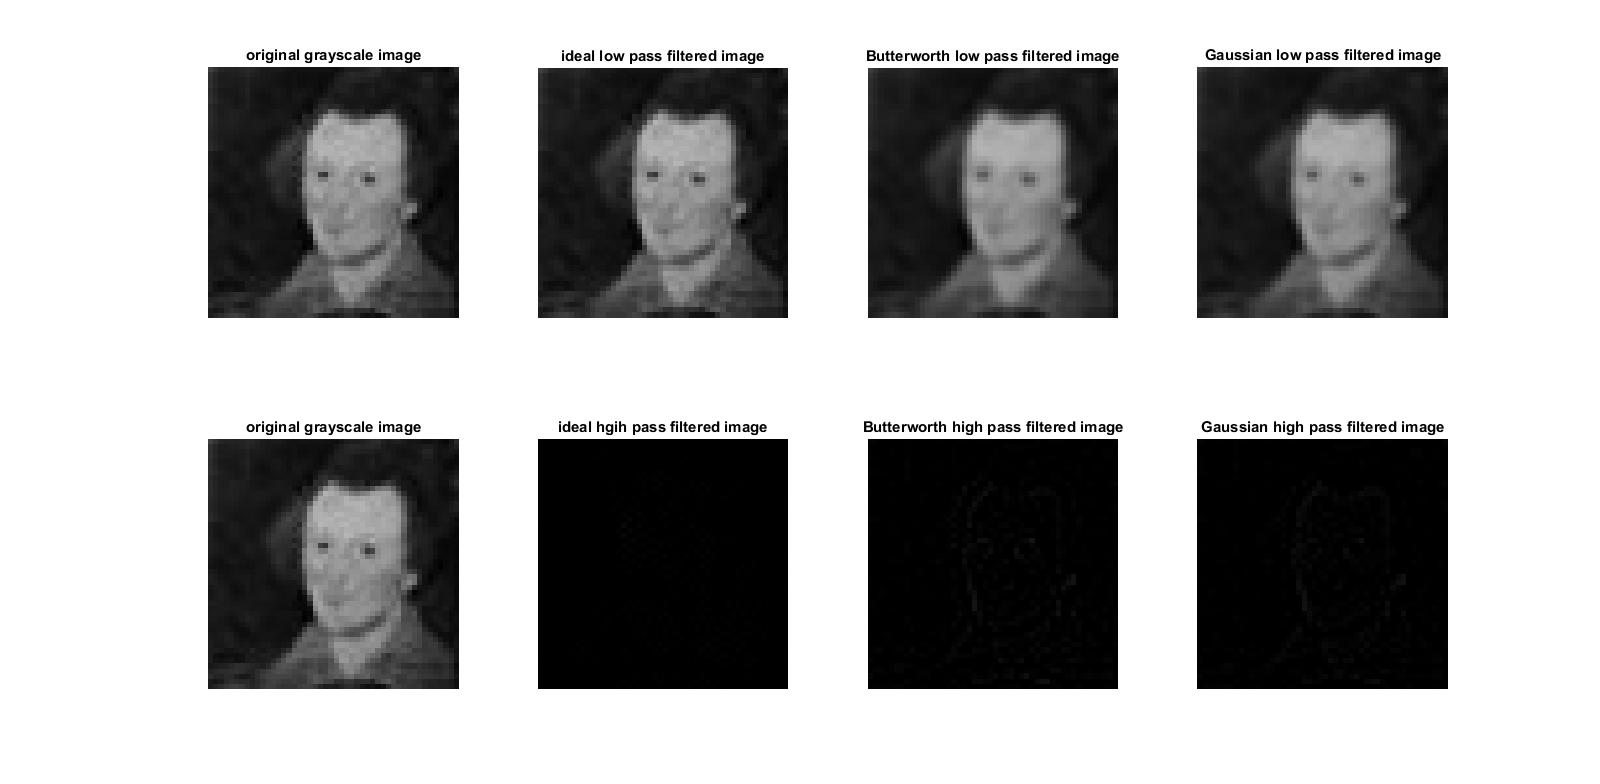 original grayscale image
ideal low pass filtered image
Butterworth low pass filtered image
Gaussian low pass filtered image
original grayscale image
ideal hgih pass filtered image
Butterworth high pass filtered image
Gaussian high pass filtered image